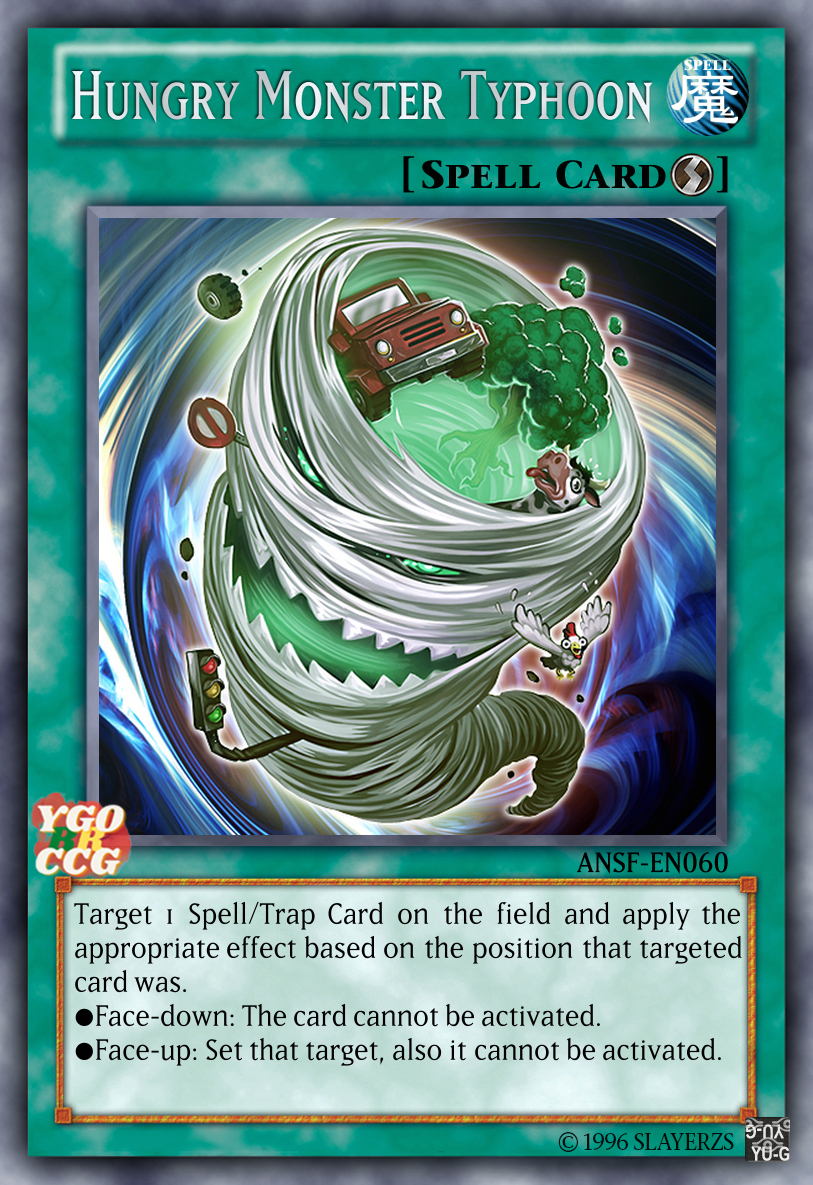 HUNGRY MONSTER TYPHOON
SPELL
魔
[SPELL CARD]
YGO
BR
CCG
ANSF-EN060
Target 1 Spell/Trap Card on the field and apply the
appropriate effect based on the position that targeted
card was.
●Face-down: The card cannot be activated.
●Face-up: Set that target, also it cannot be activated.
© 1996 SLAYERZS
YU-G
YU-G